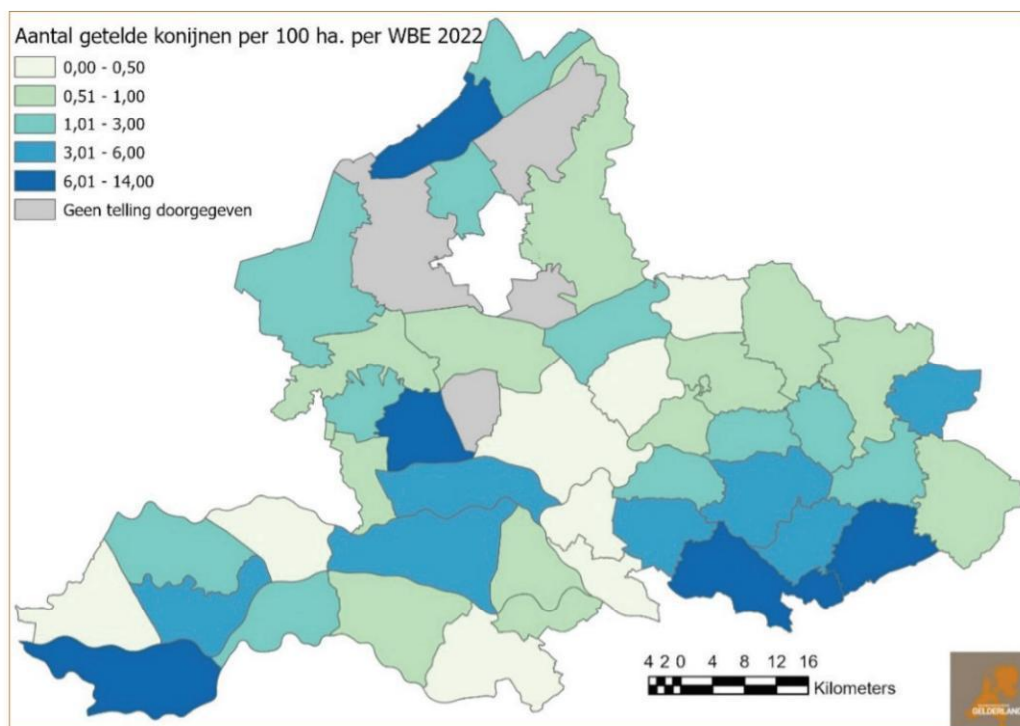 Aantal getelde konijnen per 100 ha. per WBE 2022
0,00 - 0,50
0,51 - 1,00
1,01 - 3,00
3,01 - 6,00
6,01 - 14,00
Geen telling doorgegeven
4 2 0 4 8 12 16
Kilometers
GELDERLAND